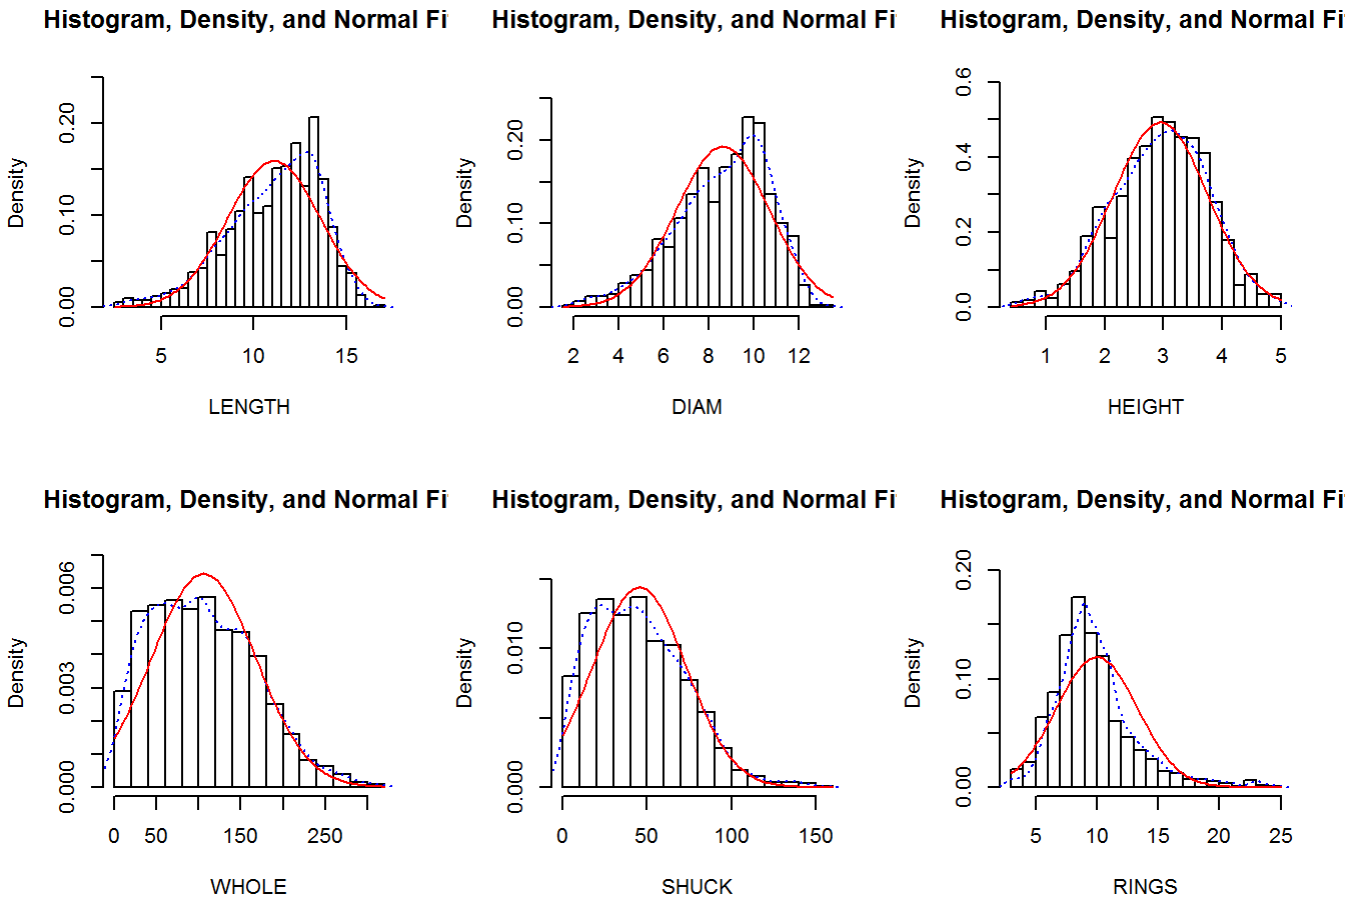 Histogram, Density, and Normal Fi
Density
0.00 0.10 0.20
5 10 15
LENGTH
Histogram, Density, and Normal Fi
Density
0.00 0.10 0.20
2 4 6 8 10 12
DIAM
Histogram, Density, and Normal Fi
Density
0.0 0.2 0.4 0.6
1 2 3 4 5
HEIGHT
Histogram, Density, and Normal Fi
Density
0.000 0.003 0.006
0 50 150 250
WHOLE
Histogram, Density, and Normal Fi
Density
0.000 0.010
0 50 100 150
SHUCK
Histogram, Density, and Normal Fi
Density
0.00 0.10 0.20
5 10 15 20 25
RINGS